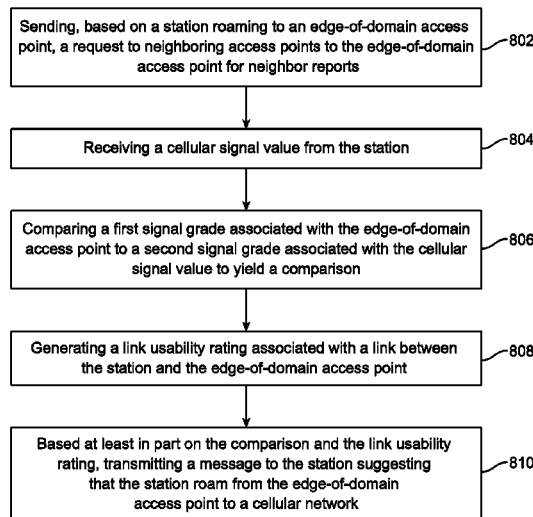 Sending, based on a station roaming to an edge-of-domain access
point, a request to neighboring access points to the edge-of-domain
access point for neighbor reports
802
Receiving a cellular signal value from the station
804
Comparing a first signal grade associated with the edge-of-domain
access point to a second signal grade associated with the cellular
signal value to yield a comparison
806
Generating a link usability rating associated with a link between
the station and the edge-of-domain access point
808
Based at least in part on the comparison and the link usability
rating, transmitting a message to the station suggesting
that the station roam from the edge-of-domain
access point to a cellular network
810